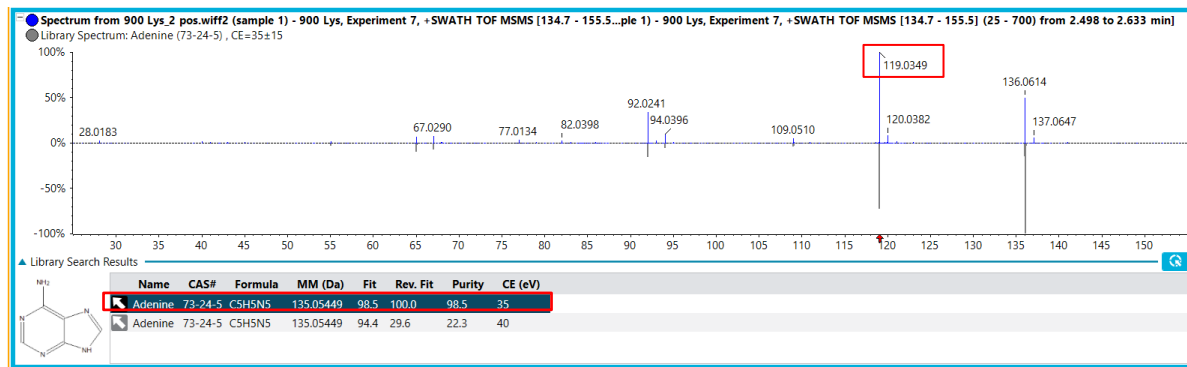 Spectrum from 900 Lys_2 pos.wiff2 (sample 1) - 900 Lys, Experiment 7, +SWATH TOF MSMS [134.7 - 155.5...ple 1) - 900 Lys, Experiment 7, +SWATH TOF MSMS [134.7 - 155.5] (25 - 700) from 2.498 to 2.633 min]
Library Spectrum: Adenine (73-24-5) , CE=35±15
100%
119.0349
136.0614
50%
92.0241
28.0183 67.0290 77.0134 82.0398 94.0396 109.0510 120.0382 137.0647
0%
-50%
-100%
30 35 40 45 50 55 60 65 70 75 80 85 90 95 100 105 110 115 120 125 130 135 140 145 150
Library Search Results
Name CAS# Formula MM (Da) Fit Rev. Fit Purity CE (eV)
Adenine 73-24-5 C5H5N5 135.05449 98.5 100.0 98.5 35
Adenine 73-24-5 C5H5N5 135.05449 94.4 29.6 22.3 40
NH₂
N
N
N
NH